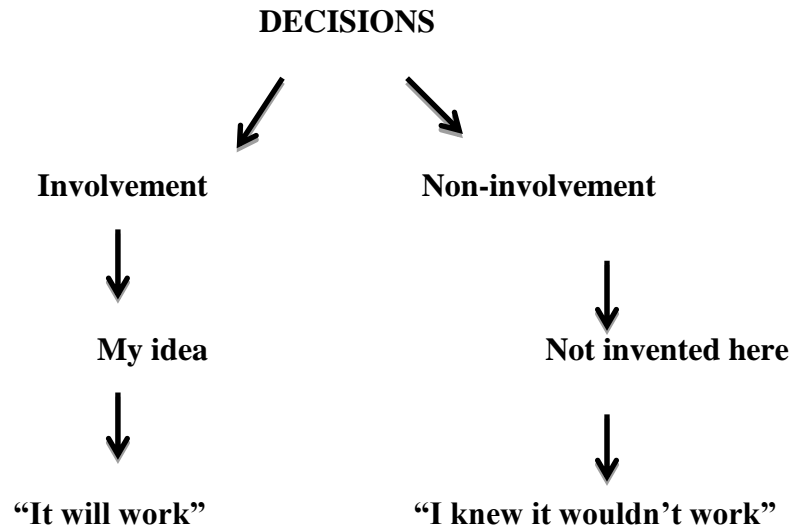 DECISIONS
Involvement
Non-involvement
My idea
Not invented here
“It will work”
“I knew it wouldn’t work”